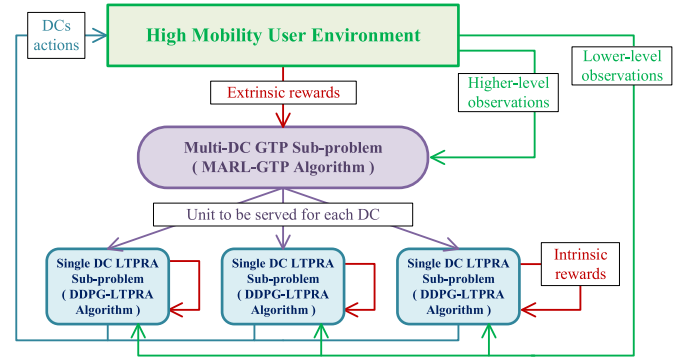 DCs
actions
High Mobility User Environment
Lower-level
observations
Extrinsic rewards
Higher-level
observations
Multi-DC GTP Sub-problem
( MARL-GTP Algorithm )
Unit to be served for each DC
Single DC LTPRA
Sub-problem
( DDPG-LTPRA
Algorithm )
Single DC LTPRA
Sub-problem
( DDPG-LTPRA
Algorithm )
Single DC LTPRA
Sub-problem
( DDPG-LTPRA
Algorithm )
Intrinsic
rewards